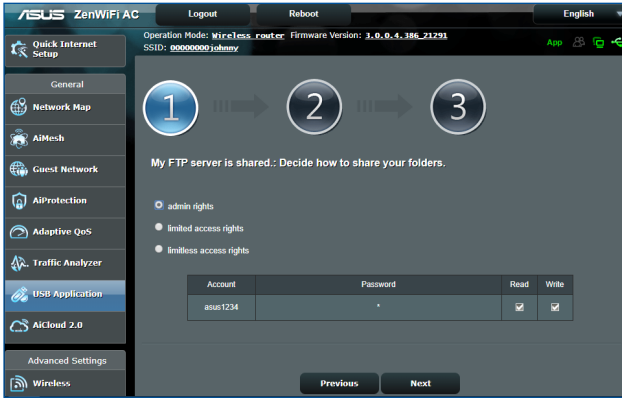 ASUS ZenWiFi AC
Logout
Reboot
English
Quick Internet
Setup
Operation Mode: Wireless router Firmware Version: 3.0.0.4.386_21291
SSID: 00000000johnny
App
General
Network Map
AiMesh
Guest Network
AiProtection
Adaptive QoS
Traffic Analyzer
USB Application
AiCloud 2.0
Advanced Settings
Wireless
1
2
3
My FTP server is shared.: Decide how to share your folders.
admin rights
limited access rights
limitless access rights
Account Password Read Write
asus1234 *
Previous
Next